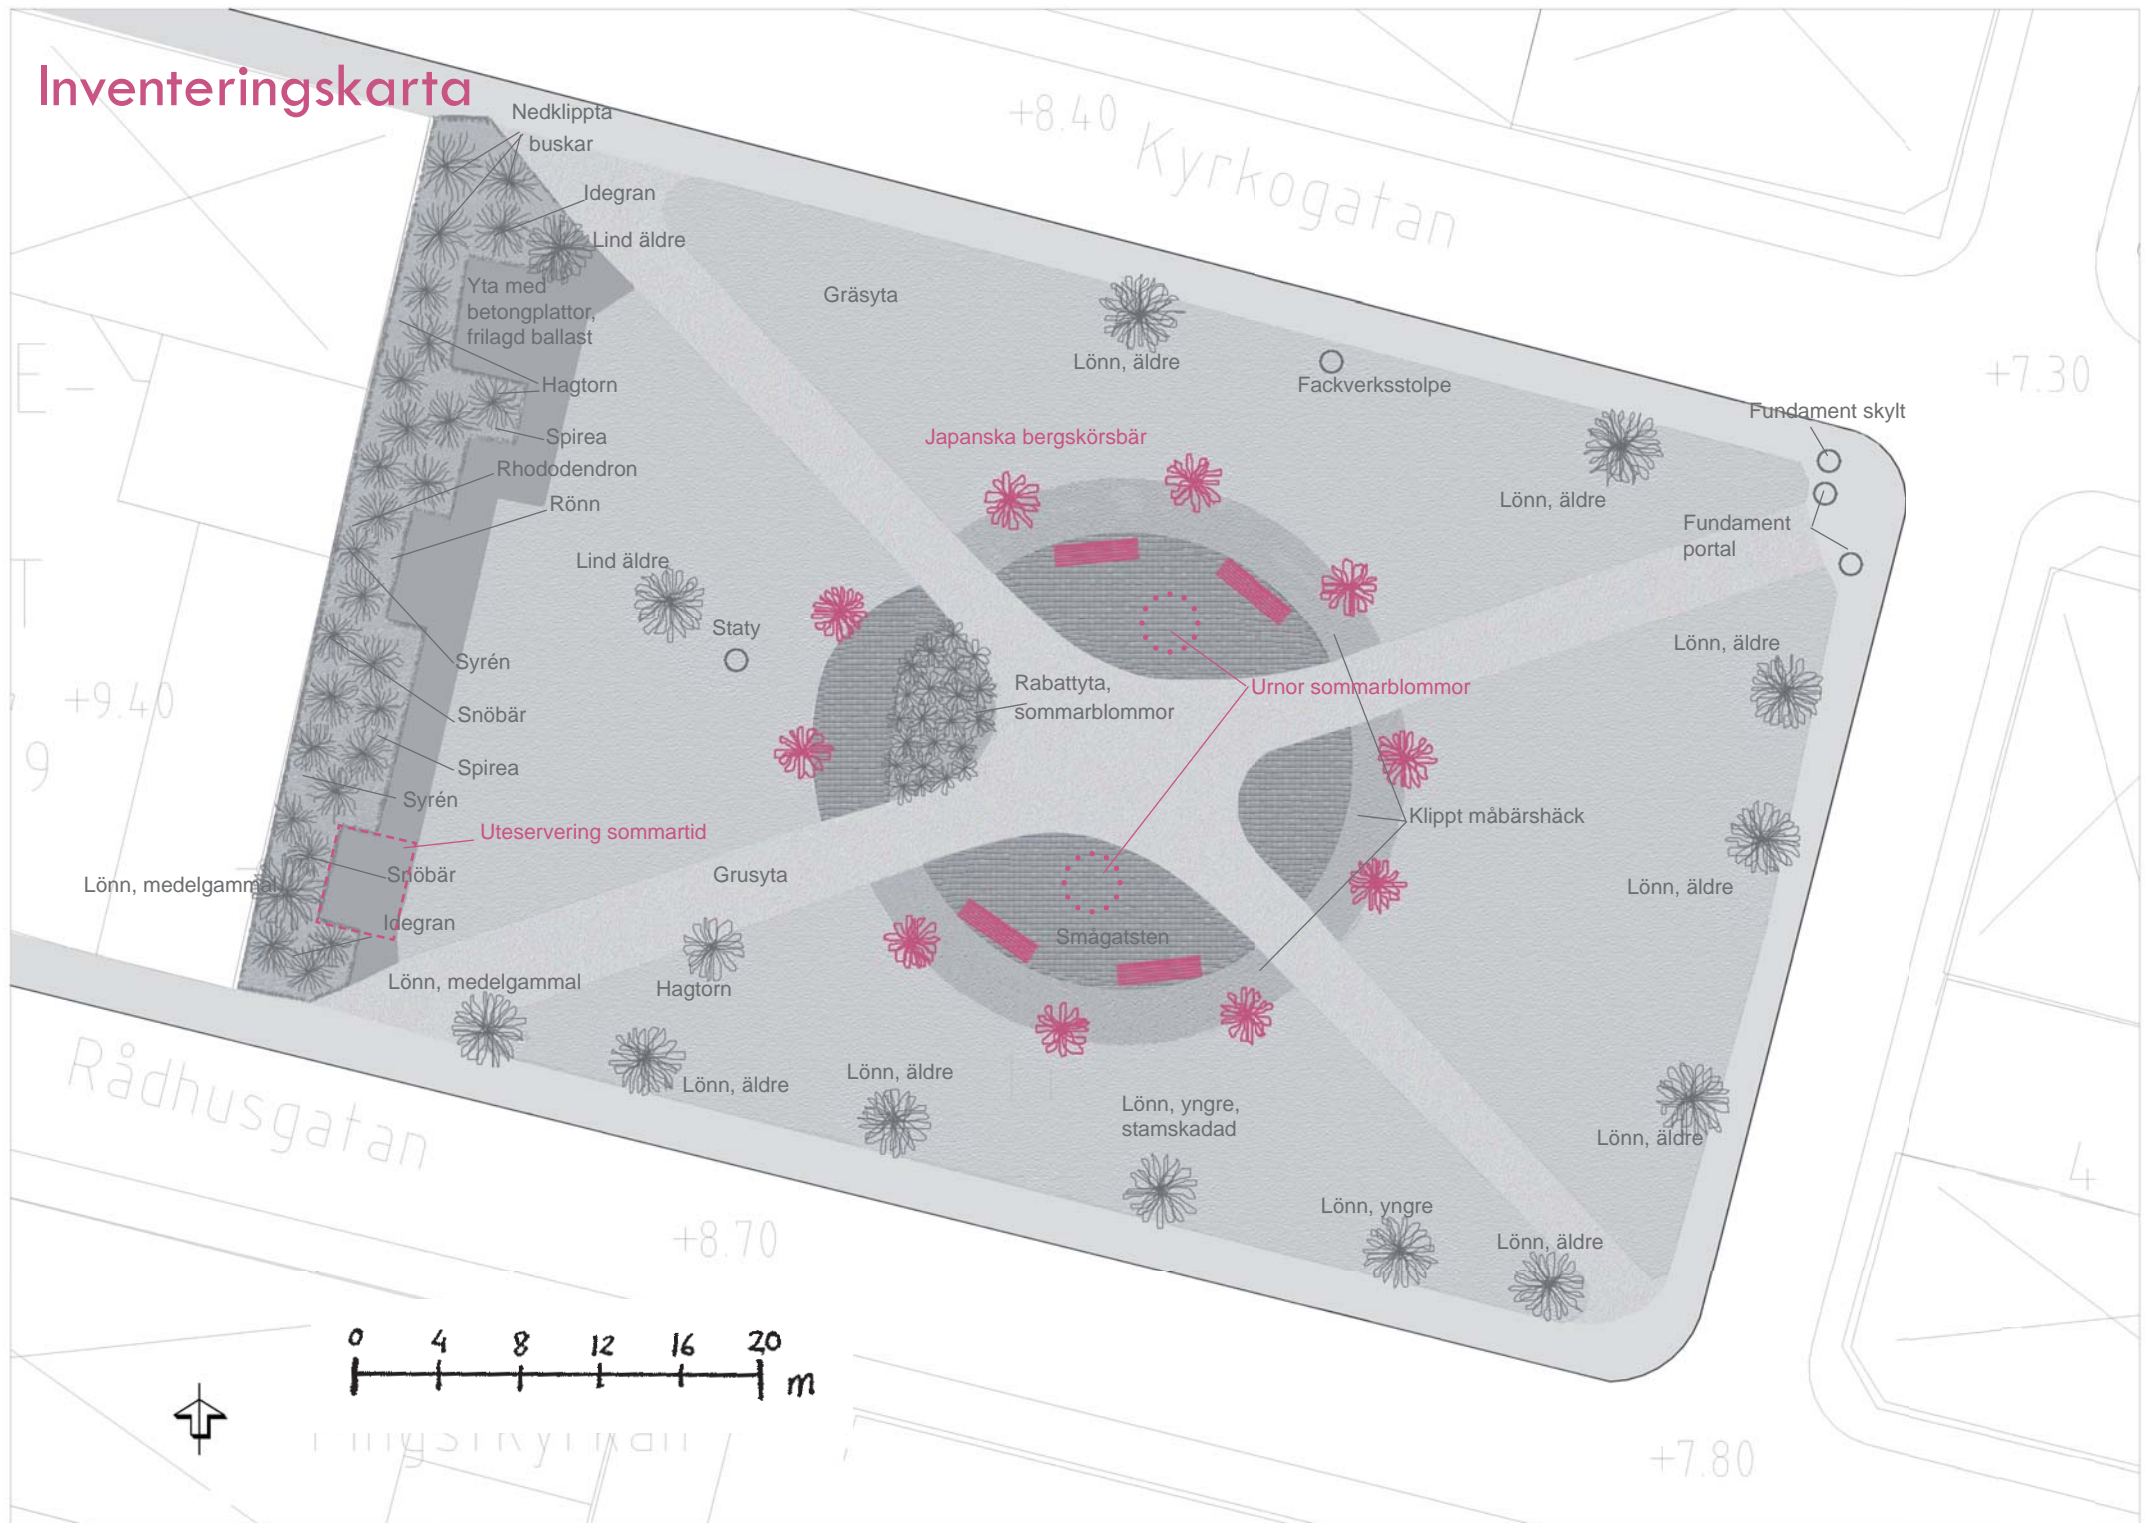 Inventeringskarta
Nedklippta
buskar
+8.40
Kyrkogatan
Idegran
Lind äldre
Yta med
betongplattor,
frilagd ballast
Gräsyta
Lönn, äldre
Fackverksstolpe
+7.30
E-
Hagtorn
Fundament skylt
Spirea
Japanska bergskörsbär
Rhododendron
Rönn
Lönn, äldre
Fundament
portal
Lind äldre
T
Staty
Lönn, äldre
Syrén
Rabattyta,
sommarblommor
Urnor sommarblommor
+9.40
Snöbär
9
Spirea
Syrén
Klippt måbärshäck
Uteservering sommartid
Snöbär
Lönn, medelgammal
Grusyta
Lönn, äldre
Idegran
Smågatsten
Lönn, medelgammal
Hagtorn
Rådhusgatan
Lönn, äldre
Lönn, äldre
Lönn, yngre,
stamskadad
Lönn, äldre
4
Lönn, yngre
+8.70
Lönn, äldre
0 4 8 12 16 20
m
Pingstkyrkan
+7.80